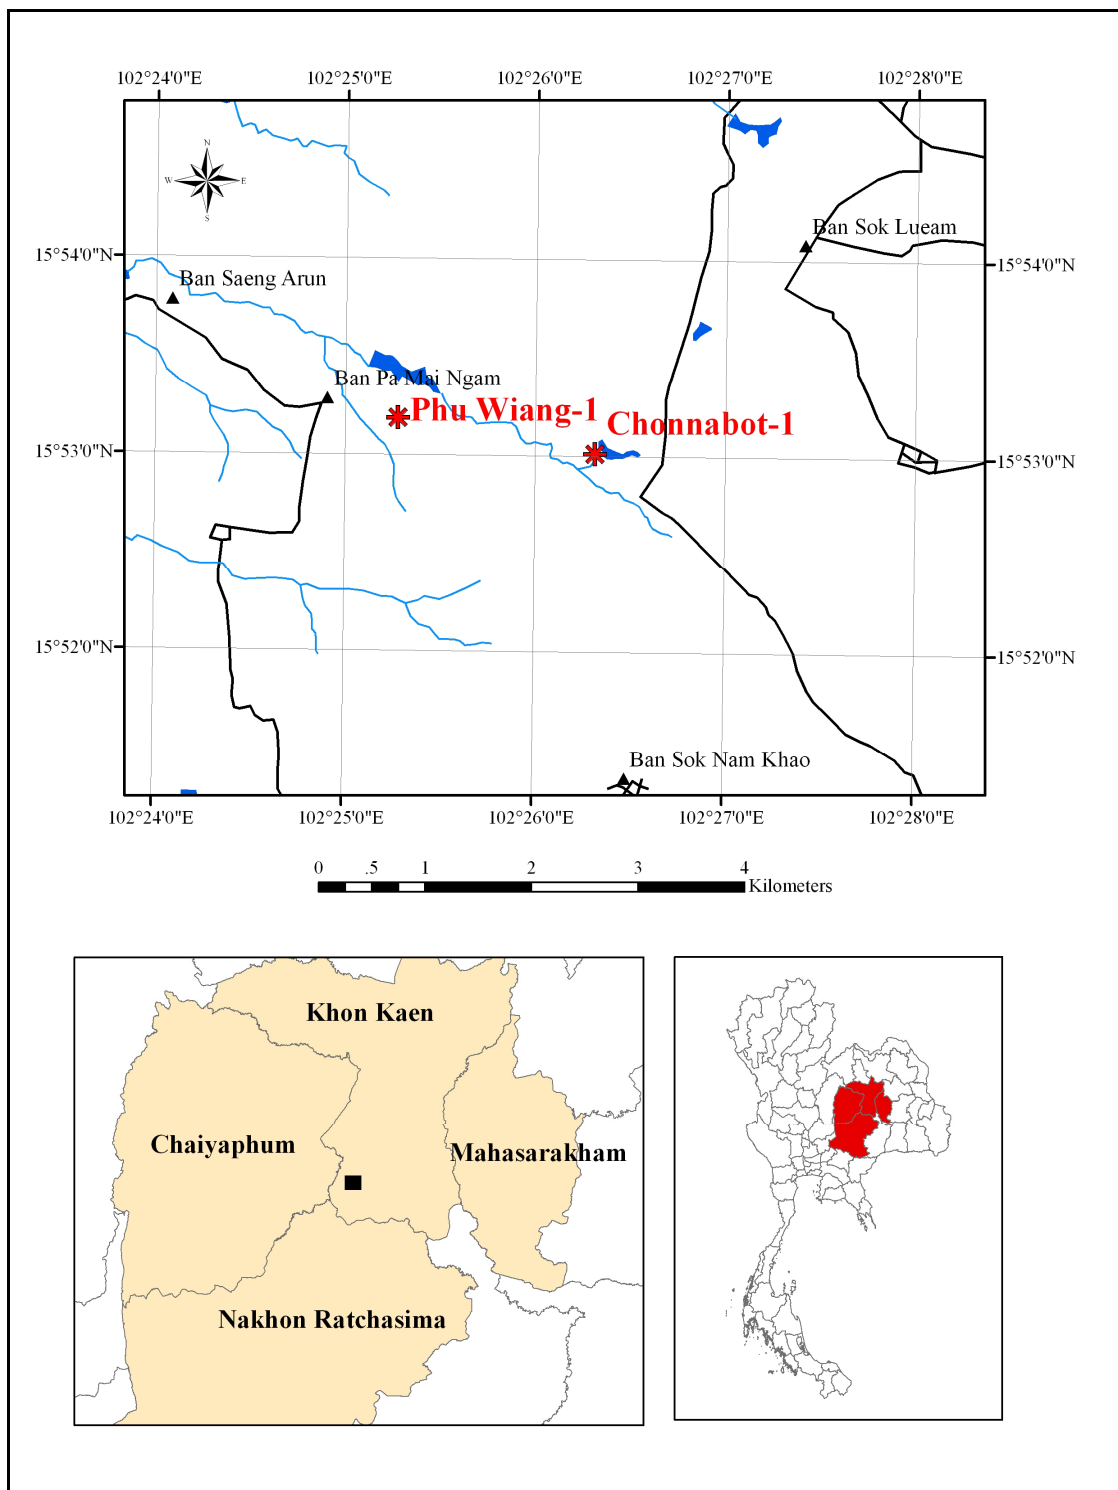 102°24'0"E 102°25'0"E 102°26'0"E 102°27'0"E 102°28'0"E
N
W E
S
Ban Sok Lueam
15°54'0"N 15°54'0"N
Ban Saeng Arun
Ban Pa Mai Ngam
Phu Wiang-1
Chonnabot-1
15°53'0"N 15°53'0"N
15°52'0"N 15°52'0"N
Ban Sok Nam Khao
102°24'0"E 102°25'0"E 102°26'0"E 102°27'0"E 102°28'0"E
0 .5 1 2 3 4
Kilometers
Khon Kaen
Chaiyaphum
Mahasarakham
Nakhon Ratchasima